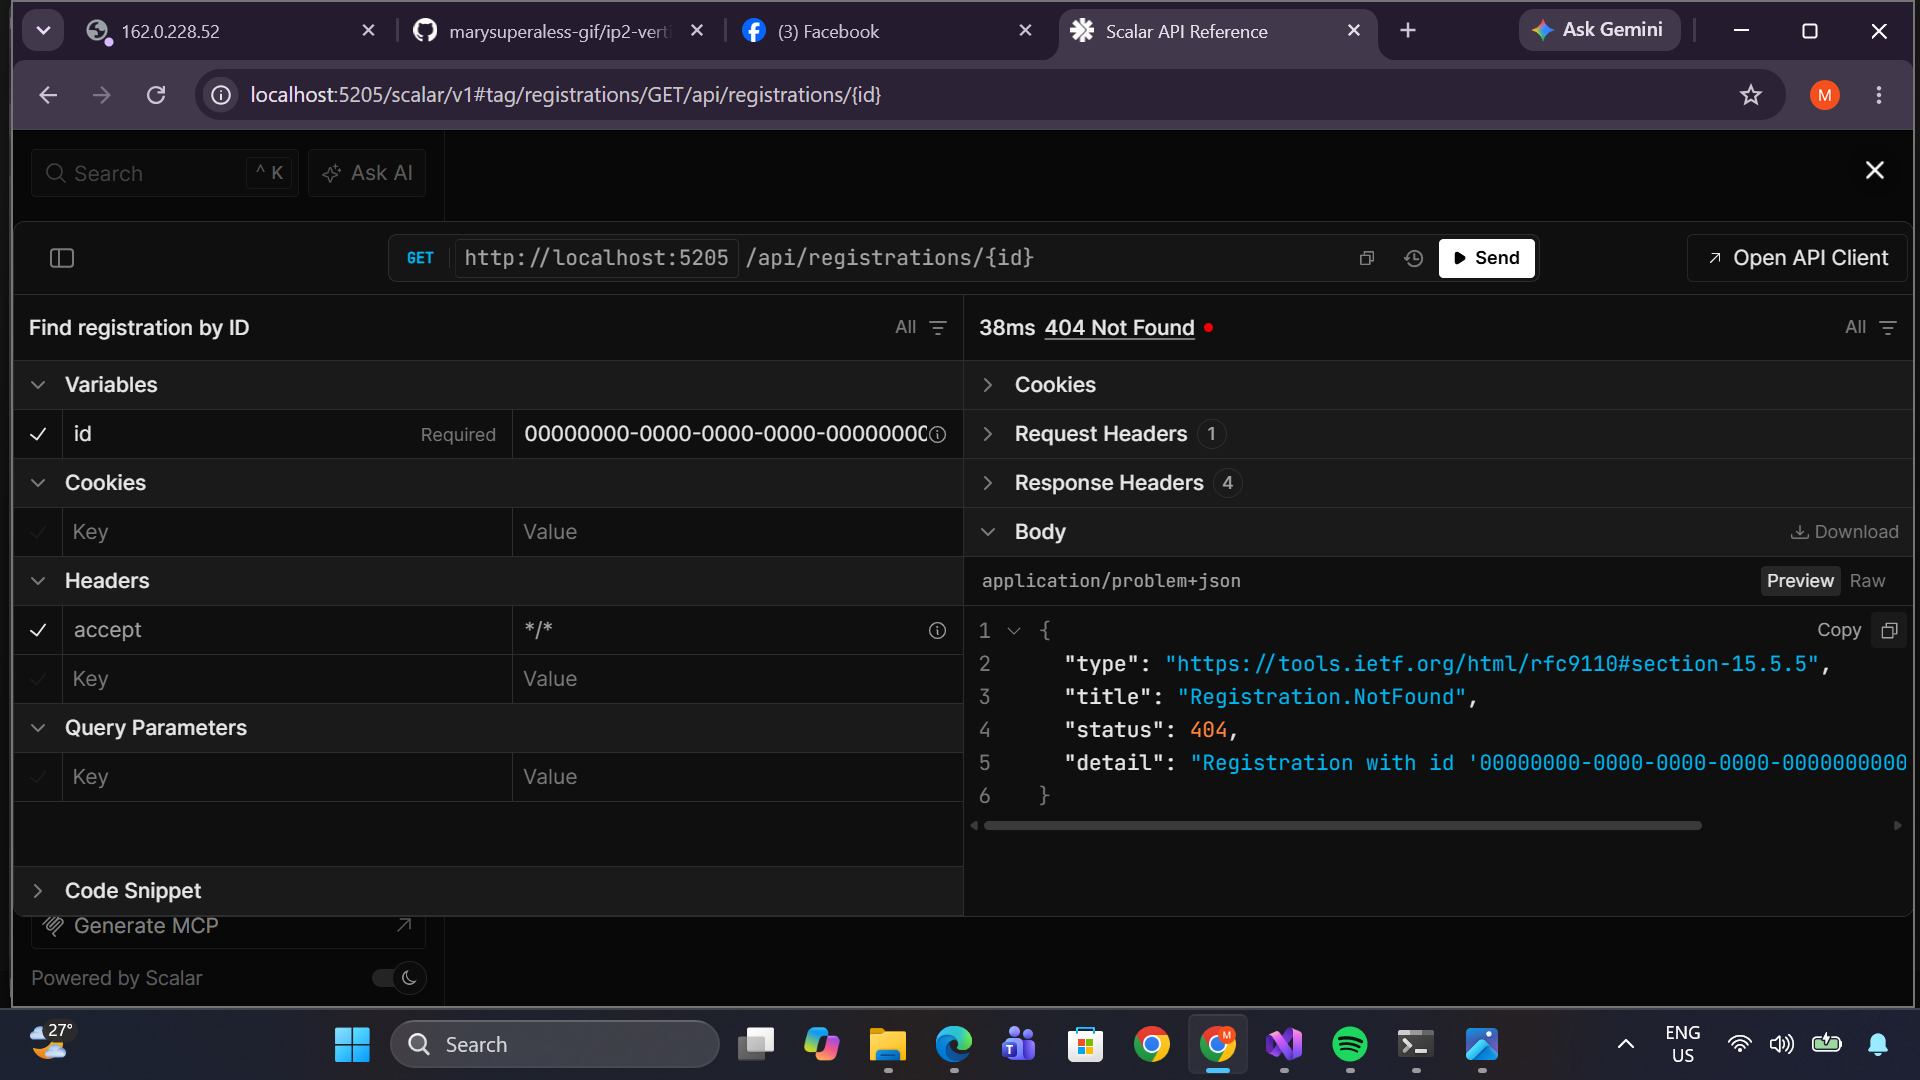 162.0.228.52
marysuperaless-gif/ip2-vert
(3) Facebook
Scalar API Reference
Ask Gemini
localhost:5205/scalar/v1#tag/registrations/GET/api/registrations/{id}
M
Search
^ K
Ask AI
GET
http://localhost:5205 /api/registrations/{id}
Send
Open API Client
Find registration by ID
All
38ms 404 Not Found
All
Variables
Cookies
id
Required
00000000-0000-0000-0000-00000000
Request Headers 1
Cookies
Response Headers 4
Key
Value
Body
Download
Headers
application/problem+json
Preview
Raw
accept
*/*
1 {
Copy
2 "type": "https://tools.ietf.org/html/rfc9110#section-15.5.5",
Key
Value
3 "title": "Registration.NotFound",
Query Parameters
4 "status": 404,
5 "detail": "Registration with id '00000000-0000-0000-0000-0000000000
Key
Value
6 }
Code Snippet
Generate MCP
Powered by Scalar
27°
Search
ENG
US